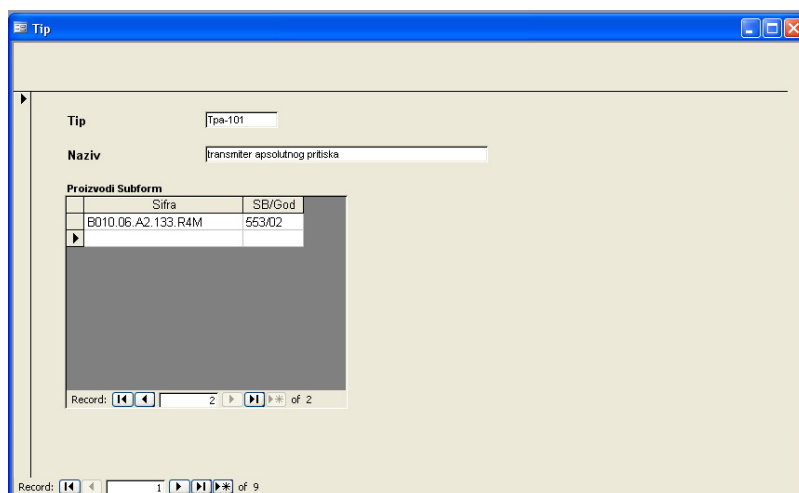 Tip
Tip
Tpa-101
Naziv
transmiter apsolutnog pritiska
Proizvodi Subform
Sifra SB/God
B010.06.A2.133.R4M 553/02
Record: 2 of 2
Record: 1 of 9